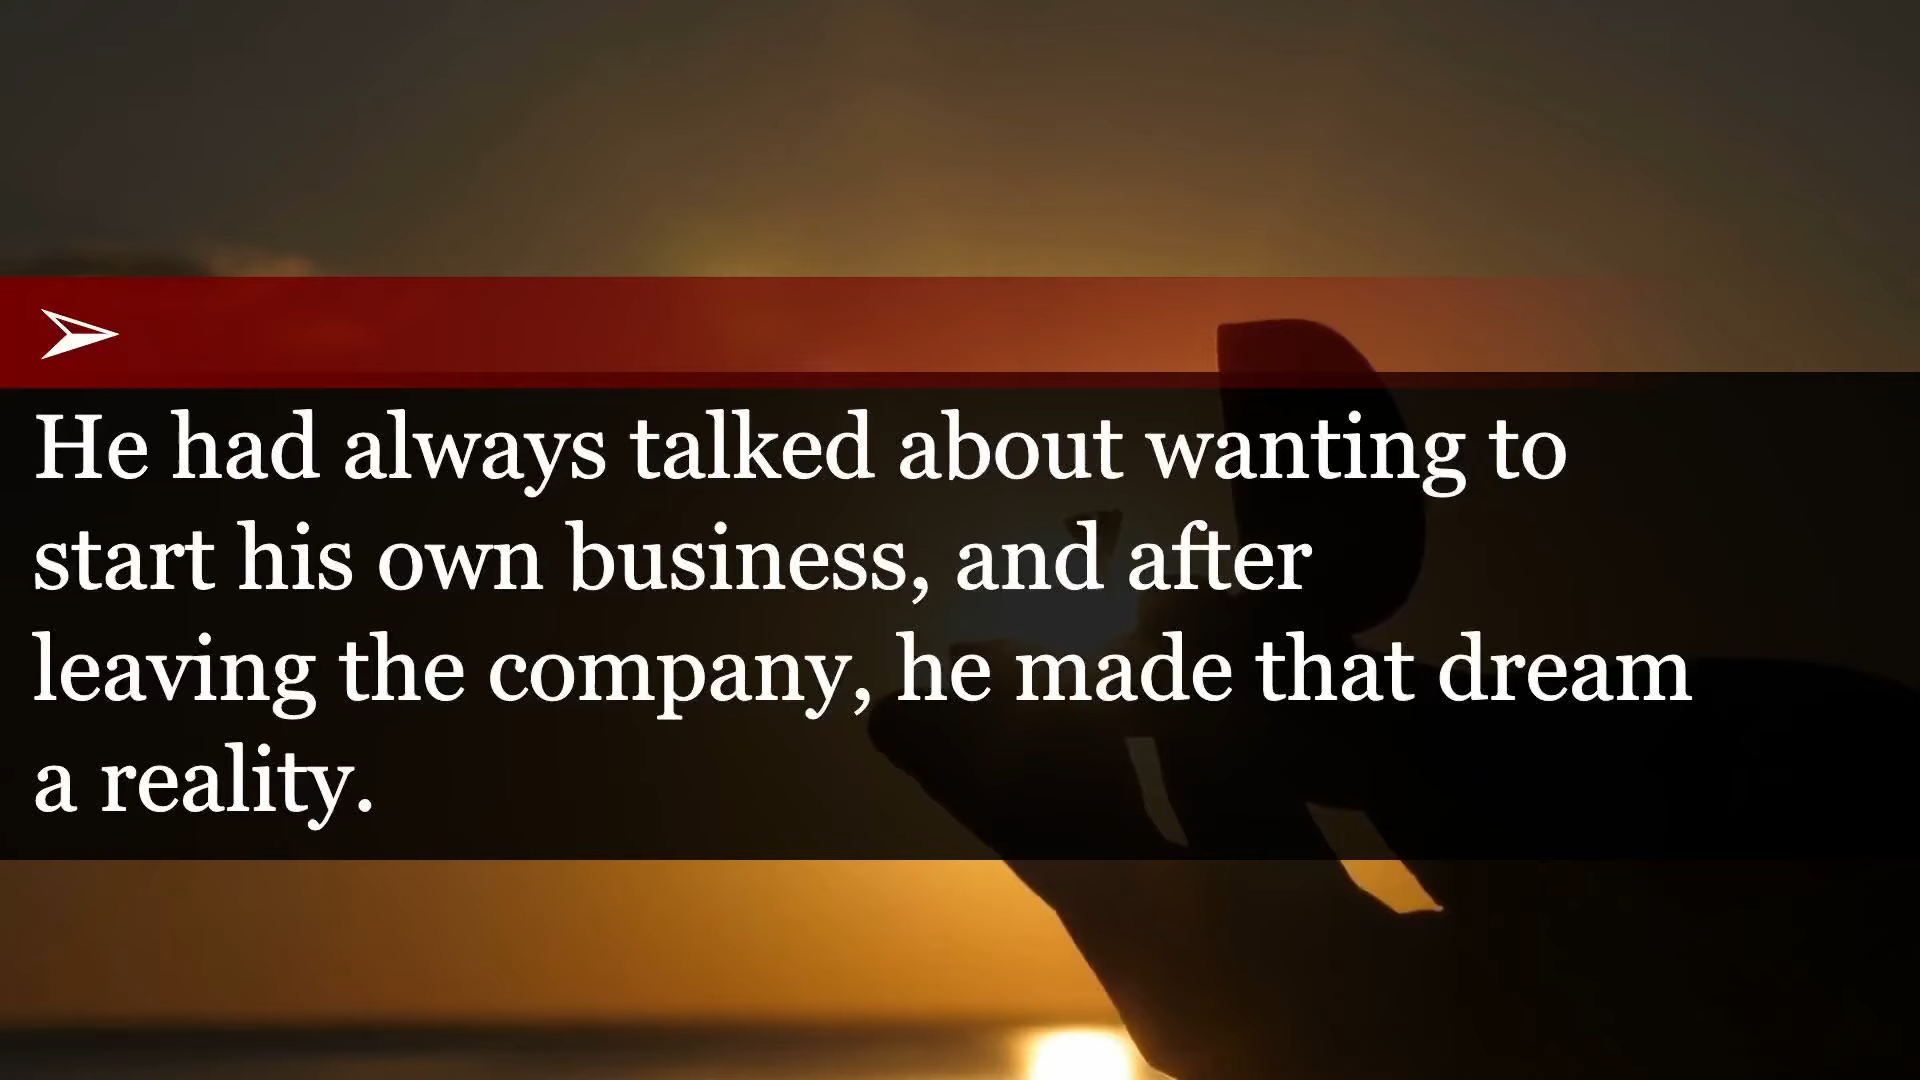 He had always talked about wanting to
start his own business, and after
leaving the company, he made that dream
a reality.